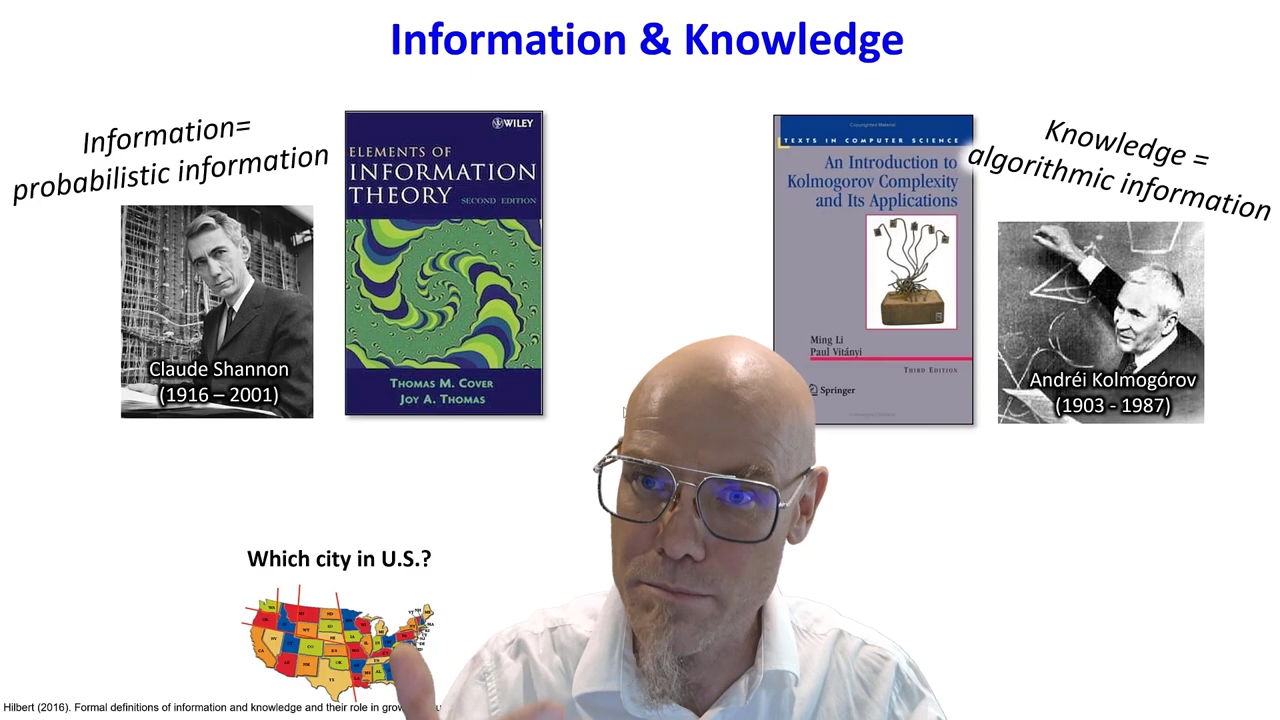 Information & Knowledge
Information=
probabilistic information
WILEY
ELEMENTS OF
INFORMATION
THEORY SECOND EDITION
THOMAS M. COVER
JOY A. THOMAS
Claude Shannon
(1916 – 2001)
Copyrighted Material
TEXTS IN COMPUTER SCIENCE
An Introduction to
Kolmogorov Complexity
and Its Applications
Ming Li
Paul Vitányi
THIRD EDITION
Springer
Knowledge =
algorithmic information
Andréi Kolmogórov
(1903 - 1987)
Which city in U.S.?
Hilbert (2016). Formal definitions of information and knowledge and their role in